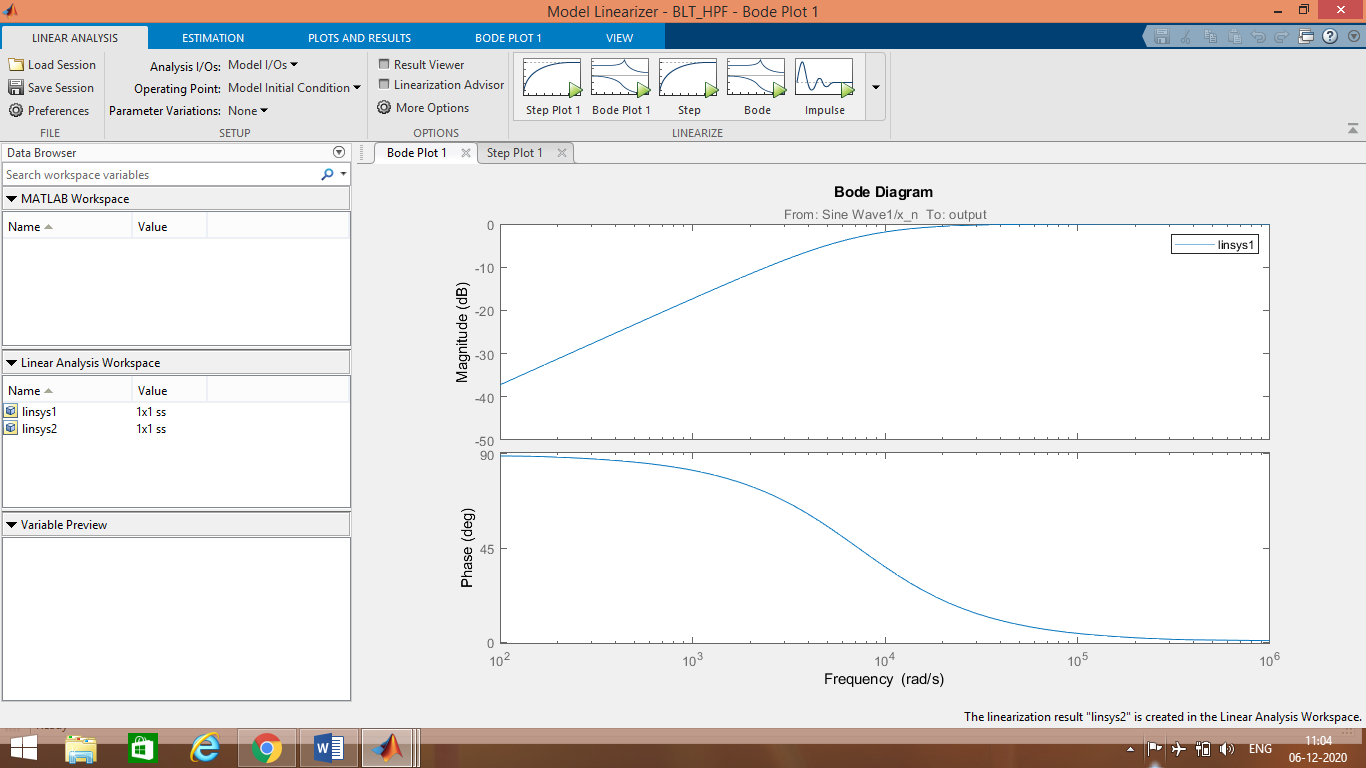 Model Linearizer - BLT_HPF - Bode Plot 1
LINEAR ANALYSIS ESTIMATION PLOTS AND RESULTS BODE PLOT 1 VIEW
Load Session
Save Session
Preferences
FILE
Analysis I/Os: Model I/Os
Operating Point: Model Initial Condition
Parameter Variations: None
SETUP
Result Viewer
Linearization Advisor
More Options
OPTIONS
Step Plot 1 Bode Plot 1 Step Bode Impulse
LINEARIZE
Data Browser
Search workspace variables
MATLAB Workspace
Name Value
Linear Analysis Workspace
Name Value
linsys1 1x1 ss
linsys2 1x1 ss
Variable Preview
Bode Plot 1 Step Plot 1
Bode Diagram
From: Sine Wave1/x_n To: output
linsys1
Magnitude (dB)
0
-10
-20
-30
-40
-50
Phase (deg)
90
45
0
10^2 10^3 10^4 10^5 10^6
Frequency (rad/s)
The linearization result "linsys2" is created in the Linear Analysis Workspace.
Ready
ENG
11:04
06-12-2020